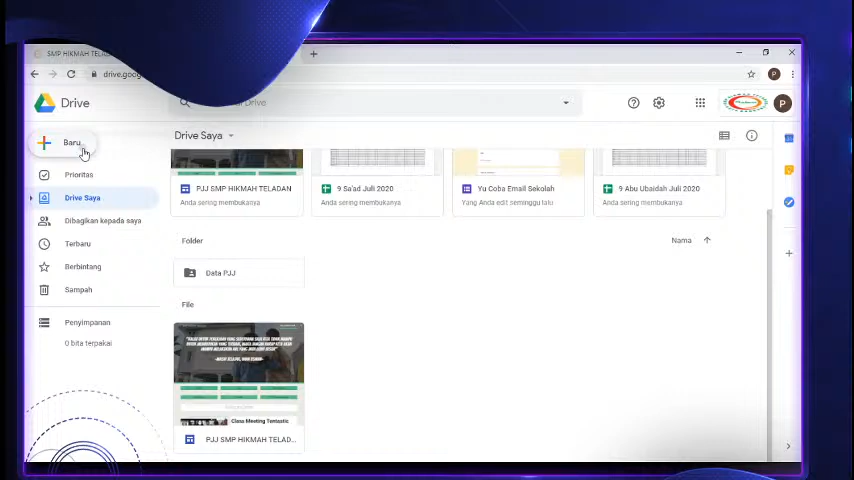 SMP HIKMAH TELAD
drive.goog
Drive
Drive
Baru
Drive Saya
Prioritas
Drive Saya
Dibagikan kepada saya
Terbaru
Berbintang
Sampah
Penyimpanan
0 bita terpakai
PJJ SMP HIKMAH TELADAN
Anda sering membukanya
9 Sa'ad Juli 2020
Anda sering membukanya
Yu Coba Email Sekolah
Yang Anda edit seminggu lalu
9 Abu Ubaidah Juli 2020
Anda sering membukanya
Folder
Nama
Data PJJ
File
Class Meeting Tentastic
PJJ SMP HIKMAH TELAD...
P
P